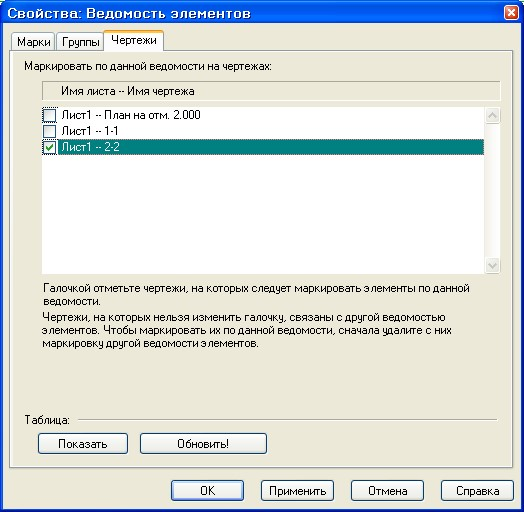 Свойства: Ведомость элементов
Марки Группы Чертежи
Маркировать по данной ведомости на чертежах:
Имя листа -- Имя чертежа
Лист1 -- План на отм. 2.000
Лист1 -- 1-1
Лист1 -- 2-2
Галочкой отметьте чертежи, на которых следует маркировать элементы по данной
ведомости.
Чертежи, на которых нельзя изменить галочку, связаны с другой ведомостью
элементов. Чтобы маркировать их по данной ведомости, сначала удалите с них
маркировку другой ведомости элементов.
Таблица:
Показать Обновить!
ОК Применить Отмена Справка